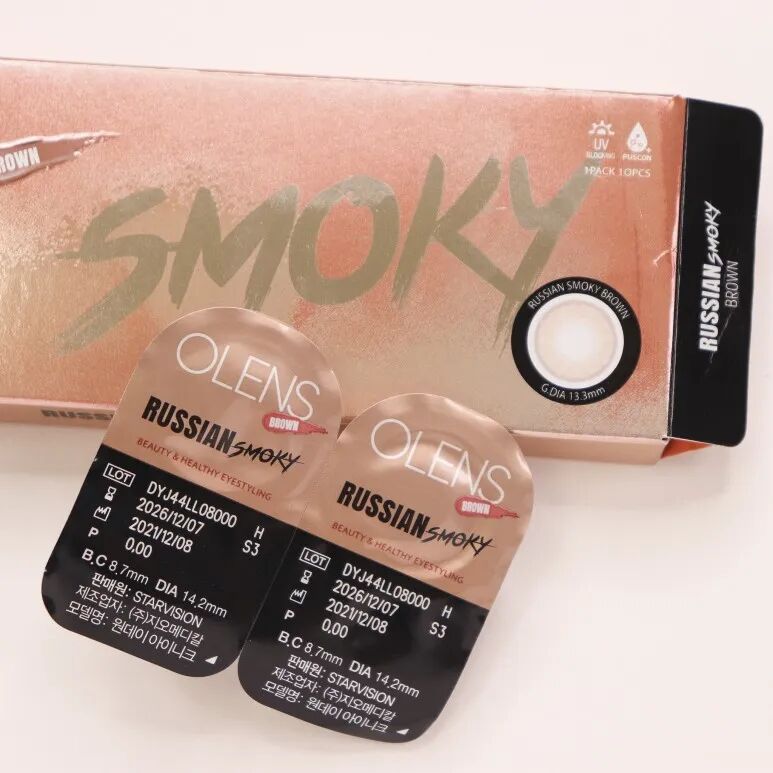 BROWN
SMOKY
UV
BLOCKING
PUSCON
1PACK 10PCS
RUSSIAN SMOKY BROWN
G.DIA 13.3mm
RUSSIAN SMOKY
BROWN
OLENS
BROWN
RUSSIAN SMOKY
BEAUTY & HEALTHY EYESTYLING
LOT DYJ44LL08000 H
2026/12/07 S3
2021/12/08
P 0.00
B.C 8.7mm DIA 14.2mm
판매원: STARVISION
제조업자: (주)지오메디칼
모델명: 원데이 아이니크
OLENS
BROWN
RUSSIAN SMOKY
BEAUTY & HEALTHY EYESTYLING
LOT DYJ44LL08000 H
2026/12/07 S3
2021/12/08
P 0.00
B.C 8.7mm DIA 14.2mm
판매원: STARVISION
제조업자: (주)지오메디칼
모델명: 원데이 아이니크